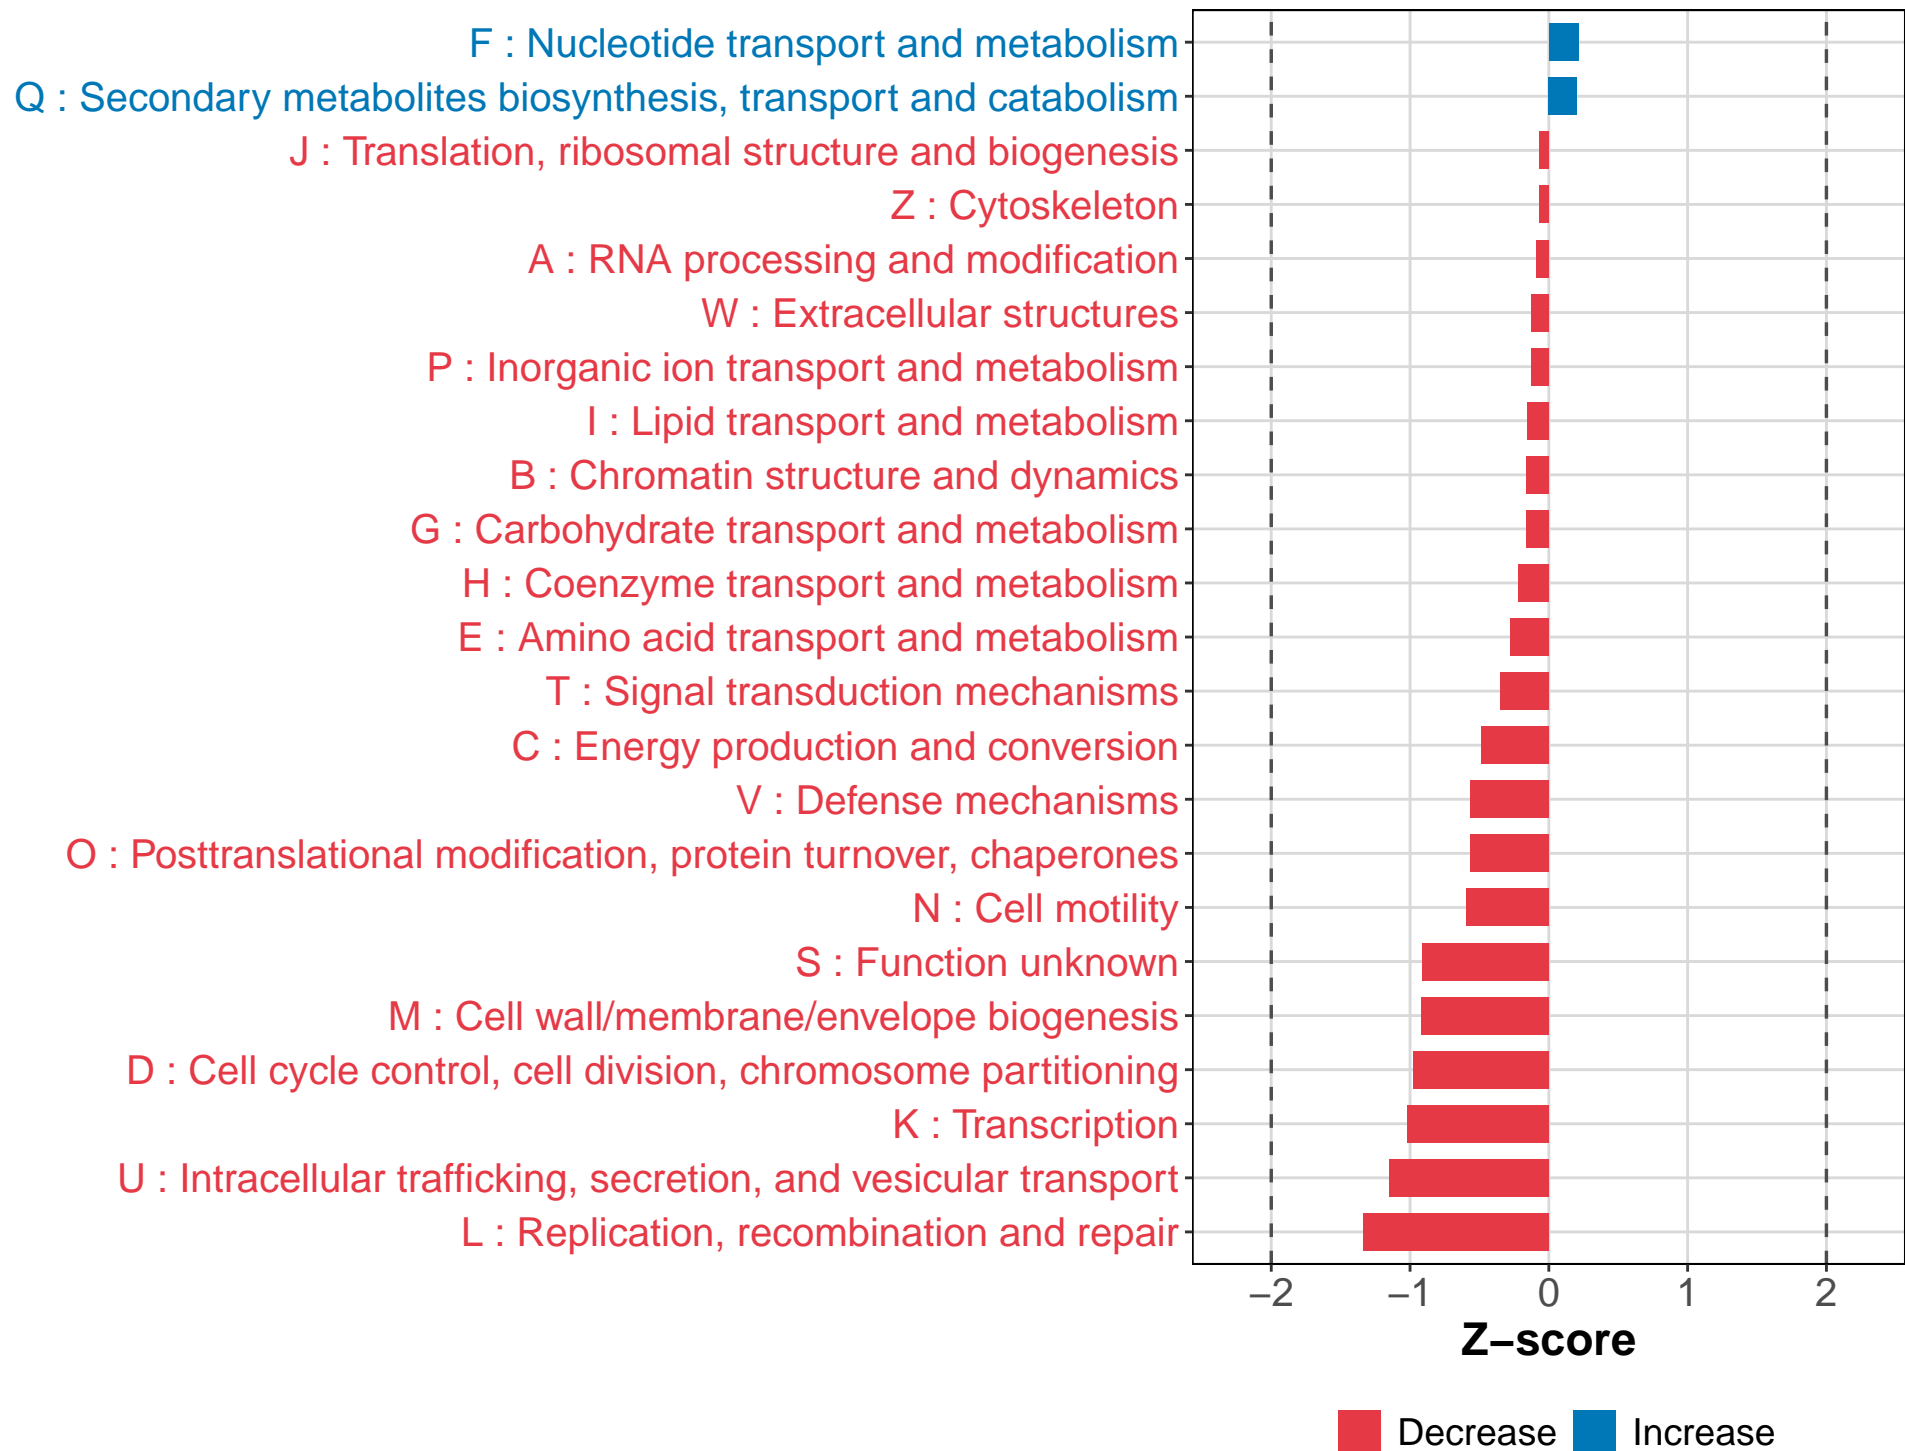 F : Nucleotide transport and metabolism
Q : Secondary metabolites biosynthesis, transport and catabolism
J : Translation, ribosomal structure and biogenesis
Z : Cytoskeleton
A : RNA processing and modification
W : Extracellular structures
P : Inorganic ion transport and metabolism
I : Lipid transport and metabolism
B : Chromatin structure and dynamics
G : Carbohydrate transport and metabolism
H : Coenzyme transport and metabolism
E : Amino acid transport and metabolism
T : Signal transduction mechanisms
C : Energy production and conversion
V : Defense mechanisms
O : Posttranslational modification, protein turnover, chaperones
N : Cell motility
S : Function unknown
M : Cell wall/membrane/envelope biogenesis
D : Cell cycle control, cell division, chromosome partitioning
K : Transcription
U : Intracellular trafficking, secretion, and vesicular transport
L : Replication, recombination and repair
−2 −1 0 1 2
Z−score
Decrease Increase